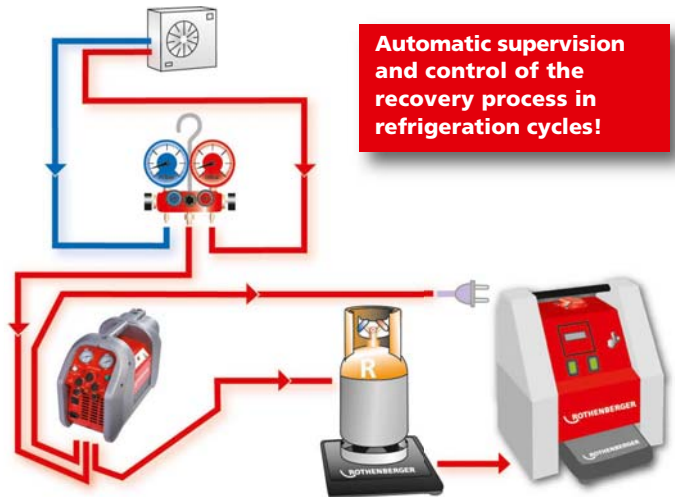 Automatic supervision
and control of the
recovery process in
refrigeration cycles!
R
ROTHENBERGER
ROTHENBERGER
ROTHENBERGER